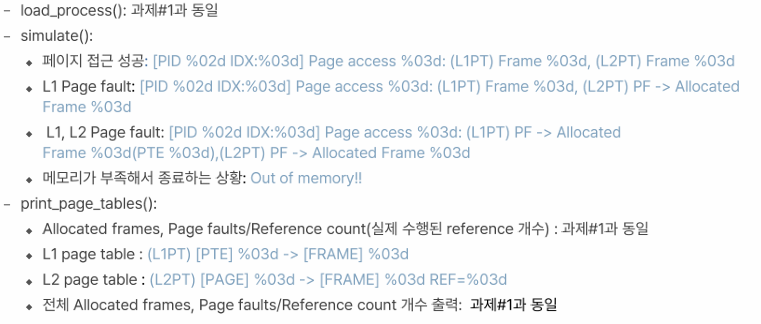 – load_process(): 과제#1과 동일
– simulate():
◆ 페이지 접근 성공: [PID %02d IDX:%03d] Page access %03d: (L1PT) Frame %03d, (L2PT) Frame %03d
◆ L1 Page fault: [PID %02d IDX:%03d] Page access %03d: (L1PT) Frame %03d, (L2PT) PF -> Allocated
Frame %03d
◆ L1, L2 Page fault: [PID %02d IDX:%03d] Page access %03d: (L1PT) PF -> Allocated
Frame %03d(PTE %03d),(L2PT) PF -> Allocated Frame %03d
◆ 메모리가 부족해서 종료하는 상황: Out of memory!!
– print_page_tables():
◆ Allocated frames, Page faults/Reference count(실제 수행된 reference 개수) : 과제#1과 동일
◆ L1 page table : (L1PT) [PTE] %03d -> [FRAME] %03d
◆ L2 page table : (L2PT) [PAGE] %03d -> [FRAME] %03d REF=%03d
◆ 전체 Allocated frames, Page faults/Reference count 개수 출력: 과제#1과 동일